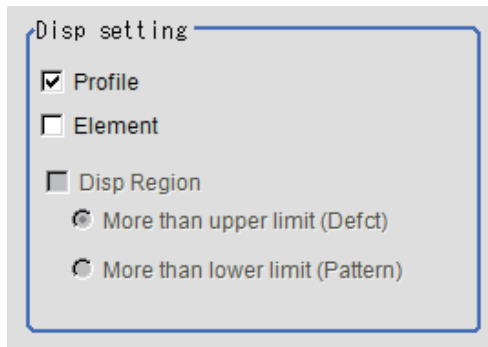 Disp setting
Profile
Element
Disp Region
More than upper limit (Defct)
More than lower limit (Pattern)